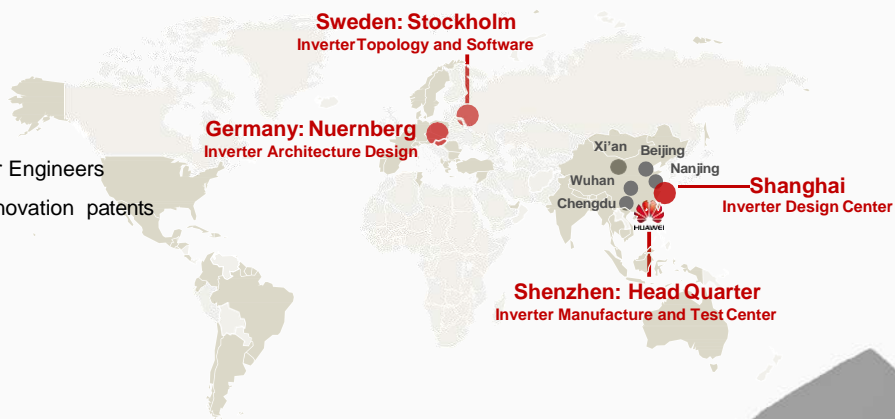 Sweden: Stockholm
InverterTopology and Software
Germany: Nuernberg
Inverter Architecture Design
Engineers
novation patents
Xi'an
Beijing
Nanjing
Wuhan
Chengdu
HUAWEI
Shanghai
Inverter Design Center
Shenzhen: Head Quarter
Inverter Manufacture and Test Center